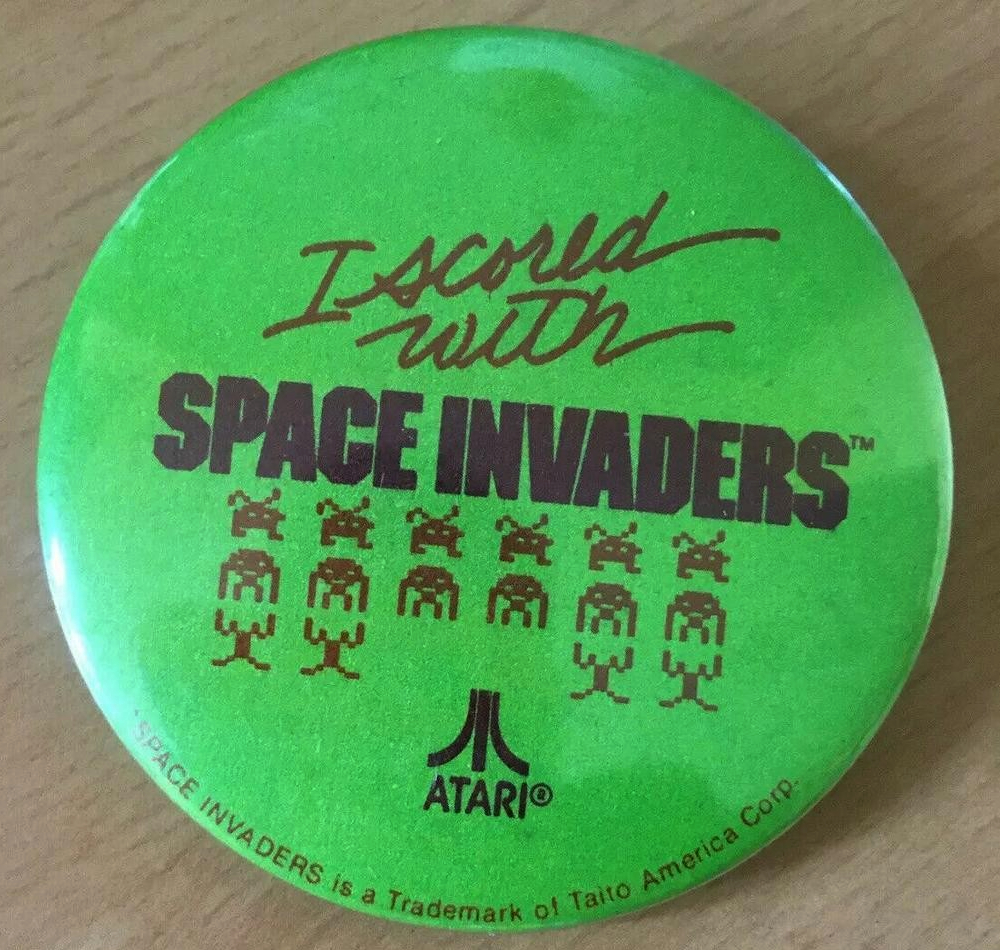 I scored
with
SPACE INVADERS™
ATARI®
'SPACE INVADERS is a Trademark of Taito America Corp.